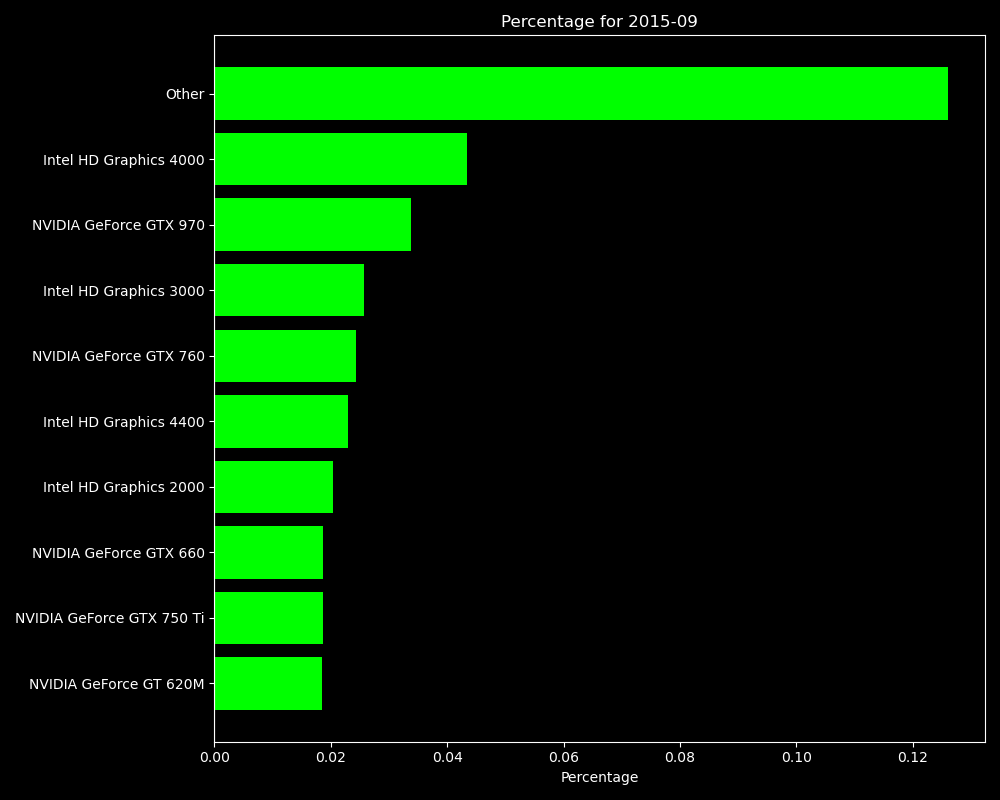 Percentage for 2015-09
Other
Intel HD Graphics 4000
NVIDIA GeForce GTX 970
Intel HD Graphics 3000
NVIDIA GeForce GTX 760
Intel HD Graphics 4400
Intel HD Graphics 2000
NVIDIA GeForce GTX 660
NVIDIA GeForce GTX 750 Ti
NVIDIA GeForce GT 620M
0.00 0.02 0.04 0.06 0.08 0.10 0.12
Percentage